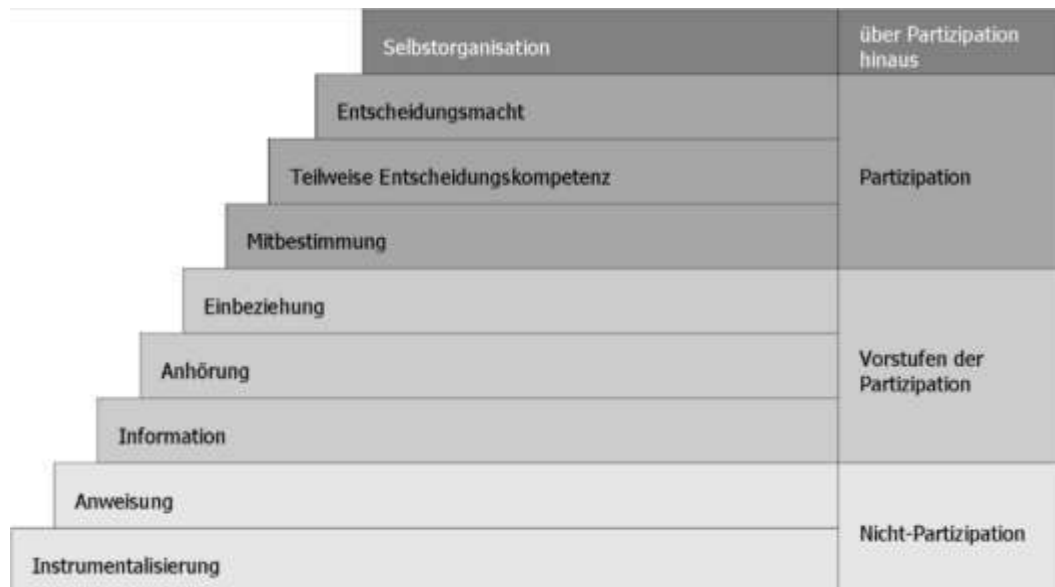 Selbstorganisation
über Partizipation
hinaus
Entscheidungsmacht
Teilweise Entscheidungskompetenz
Partizipation
Mitbestimmung
Einbeziehung
Anhörung
Vorstufen der
Partizipation
Information
Anweisung
Nicht-Partizipation
Instrumentalisierung